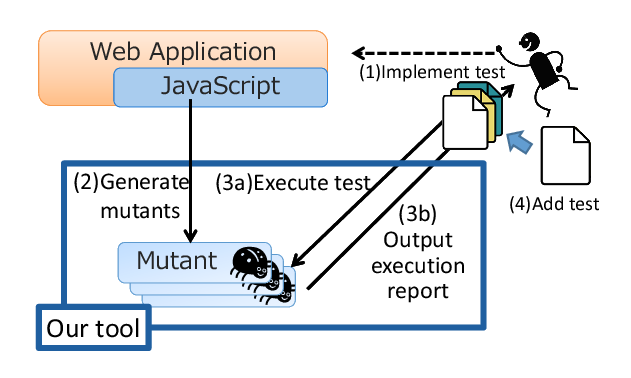 Web Application
JavaScript
(1)Implement test
(2)Generate
mutants
(3a)Execute test
(3b)
Output
execution
report
(4)Add test
Mutant
Our tool